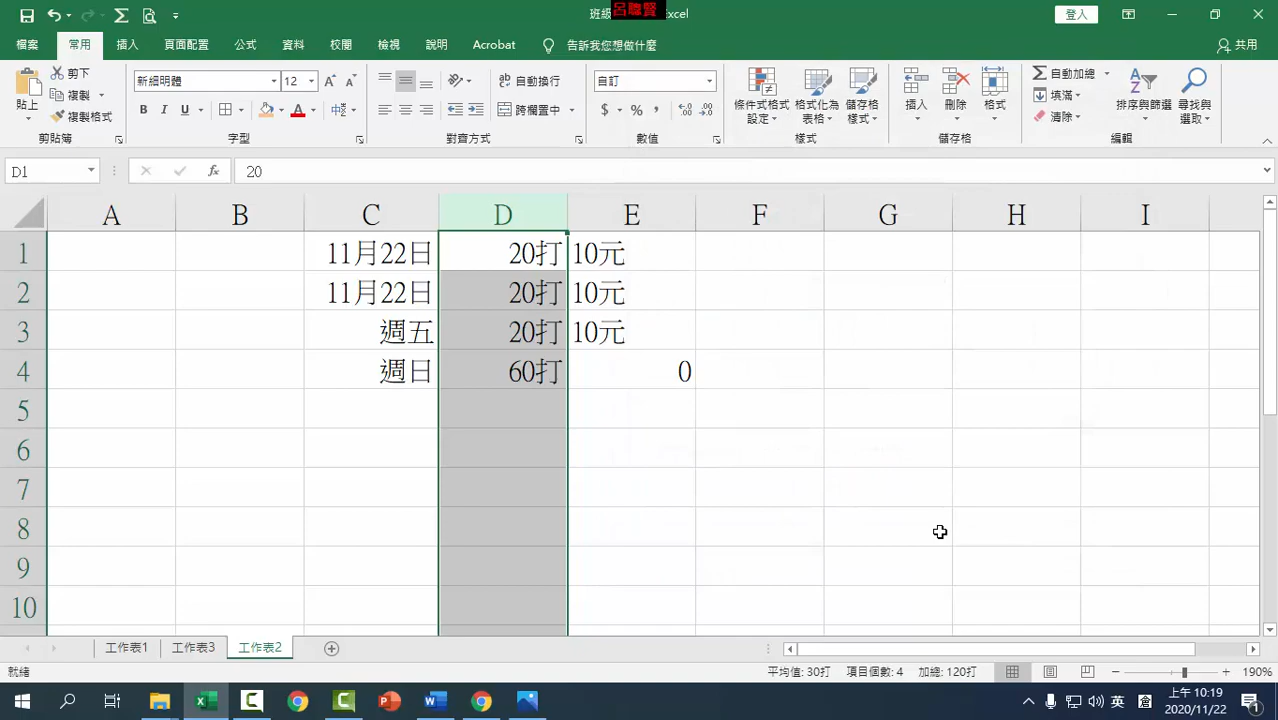 班級 呂聰賢 Excel 登入
檔案 常用 插入 頁面配置 公式 資料 校閱 檢視 說明 Acrobat 告訴我您想做什麼 共用
貼上 剪下 複製 複製格式 新細明體 12 自動換行 跨欄置中 自訂 條件式格式設定 格式化為表格 儲存格樣式 插入 刪除 格式 自動加總 填滿 清除 排序與篩選 尋找與選取
剪貼簿 字型 對齊方式 數值 樣式 儲存格 編輯
D1 20
A B C D E F G H I
1 11月22日 20打 10元
2 11月22日 20打 10元
3 週五 20打 10元
4 週日 60打 0
5
6
7
8
9
10
工作表1 工作表3 工作表2
就緒 平均值: 30打 項目個數: 4 加總: 120打 190%
英 上午 10:19
2020/11/22